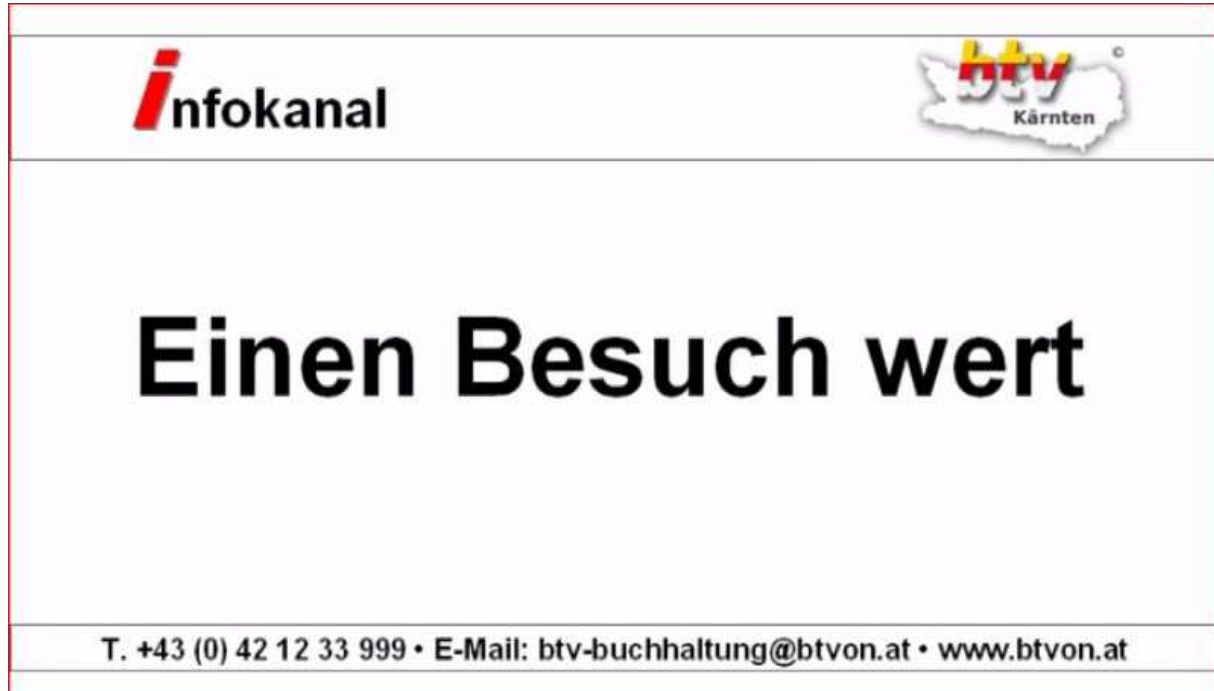 infokanal
btv ©
Kärnten
Einen Besuch wert
T. +43 (0) 42 12 33 999 • E-Mail: btv-buchhaltung@btvon.at • www.btvon.at